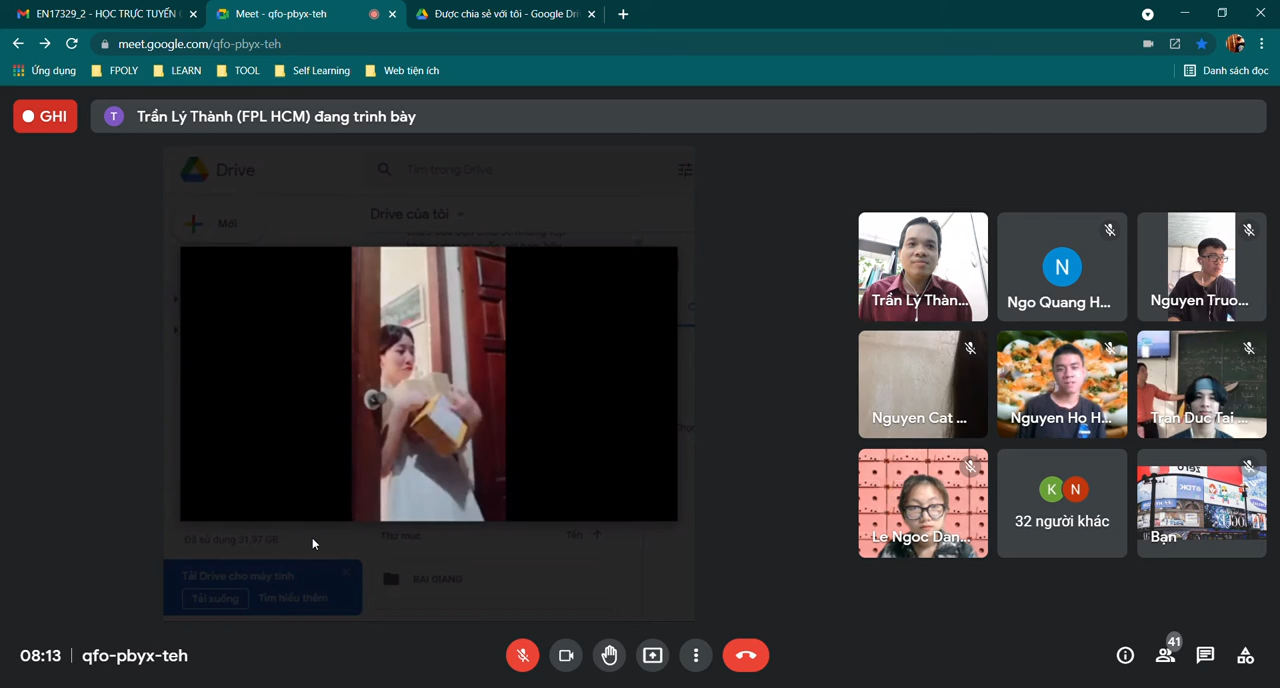 EN17329_2 - HỌC TRỰC TUYẾN
Meet - qfo-pbyx-teh
Được chia sẻ với tôi - Google Dri
meet.google.com/qfo-pbyx-teh
Ứng dụng
FPOLY
LEARN
TOOL
Self Learning
Web tiện ích
Danh sách đọc
GHI
T
Trần Lý Thành (FPL HCM) đang trình bày
Drive
Tìm trong Drive
Mới
Drive của tôi
Đã sử dụng 31,97 GB
Thư mục
Tên
Tải Drive cho máy tính
Tải xuống
Tìm hiểu thêm
BAI GIANG
Trần Lý Thàn...
N
Ngo Quang H...
Nguyen Truo...
Nguyen Cat ...
Nguyen Ho H...
Tran Duc Tai ...
Le Ngoc Dan...
K N
32 người khác
TDK
Bạn
08:13
qfo-pbyx-teh
41